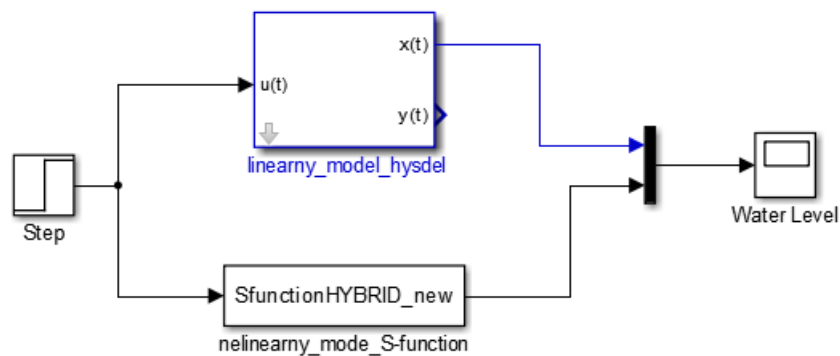 x(t)
u(t)
y(t)
linearny_model_hysdel
Step
Water Level
SfunctionHYBRID_new
nelinearny_mode_S-function